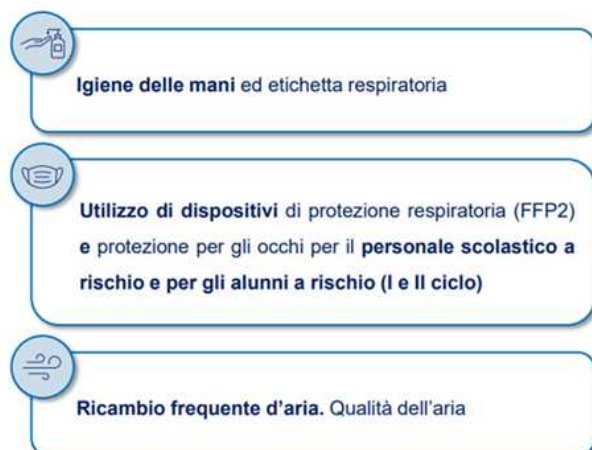 Igiene delle mani ed etichetta respiratoria
Utilizzo di dispositivi di protezione respiratoria (FFP2)
e protezione per gli occhi per il personale scolastico a
rischio e per gli alunni a rischio (I e II ciclo)
Ricambio frequente d'aria. Qualità dell'aria